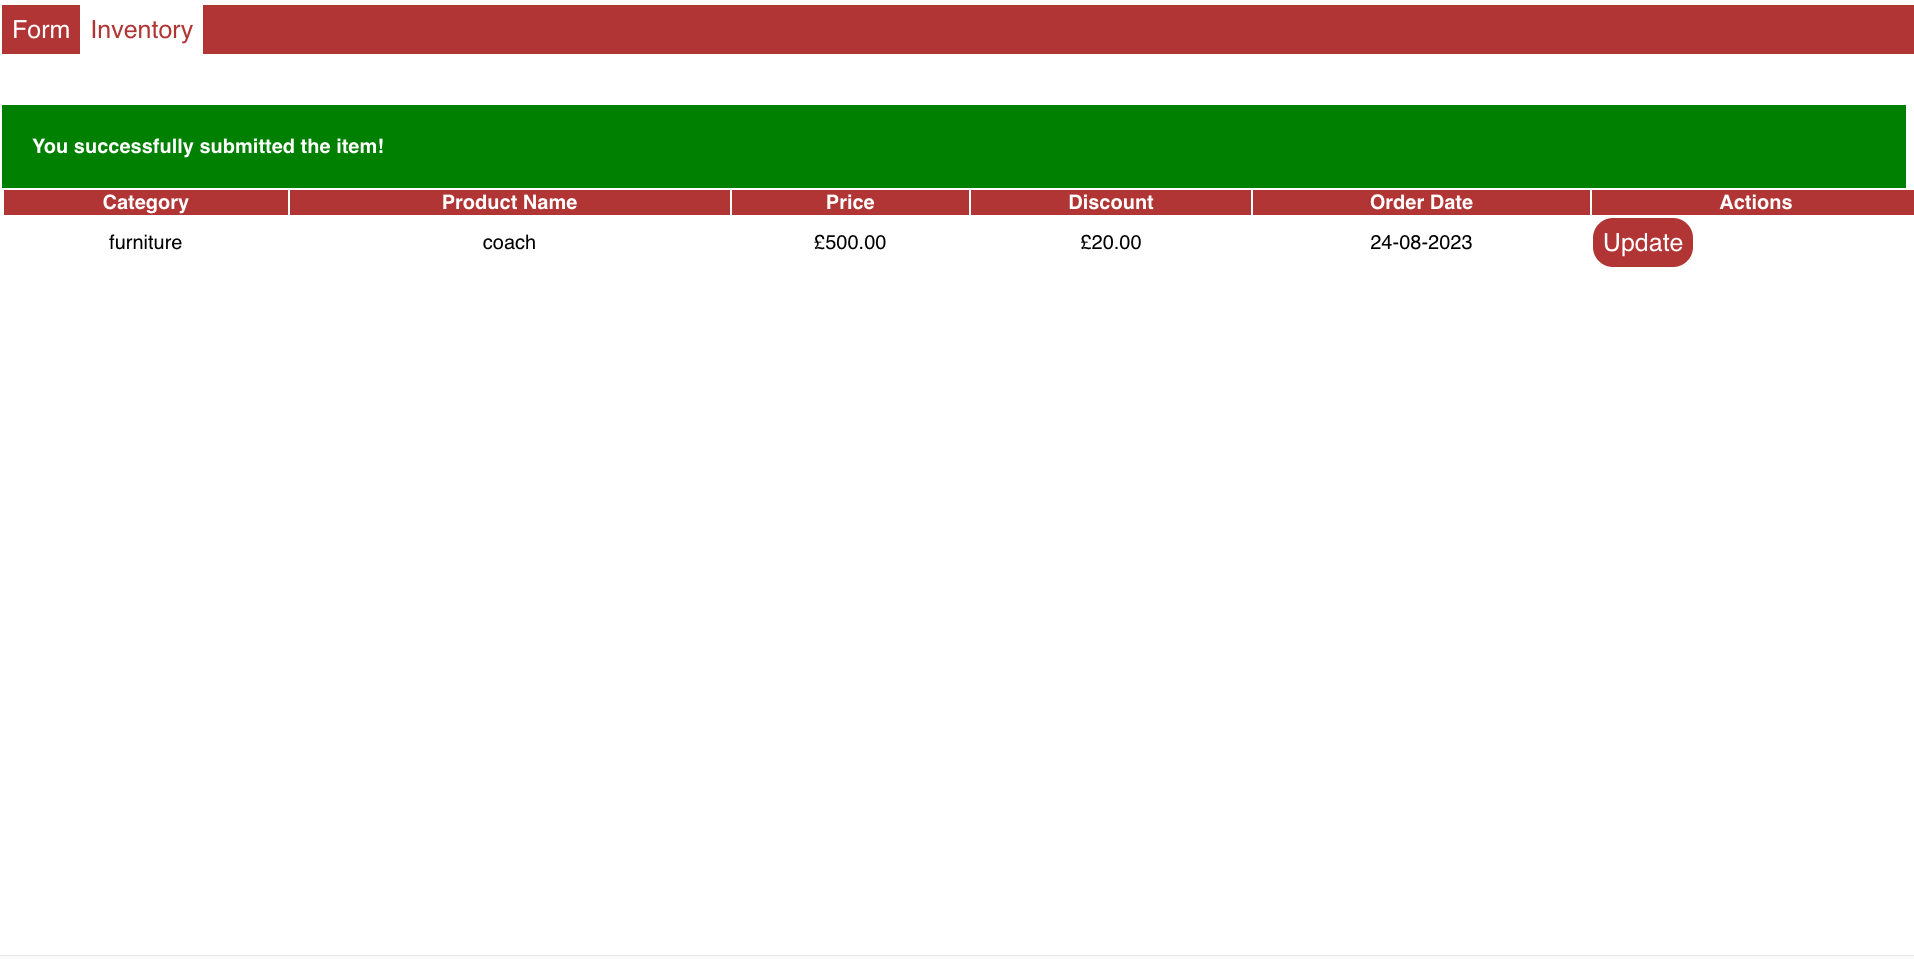 Form Inventory
You successfully submitted the item!
Category Product Name Price Discount Order Date Actions
furniture coach £500.00 £20.00 24-08-2023 Update